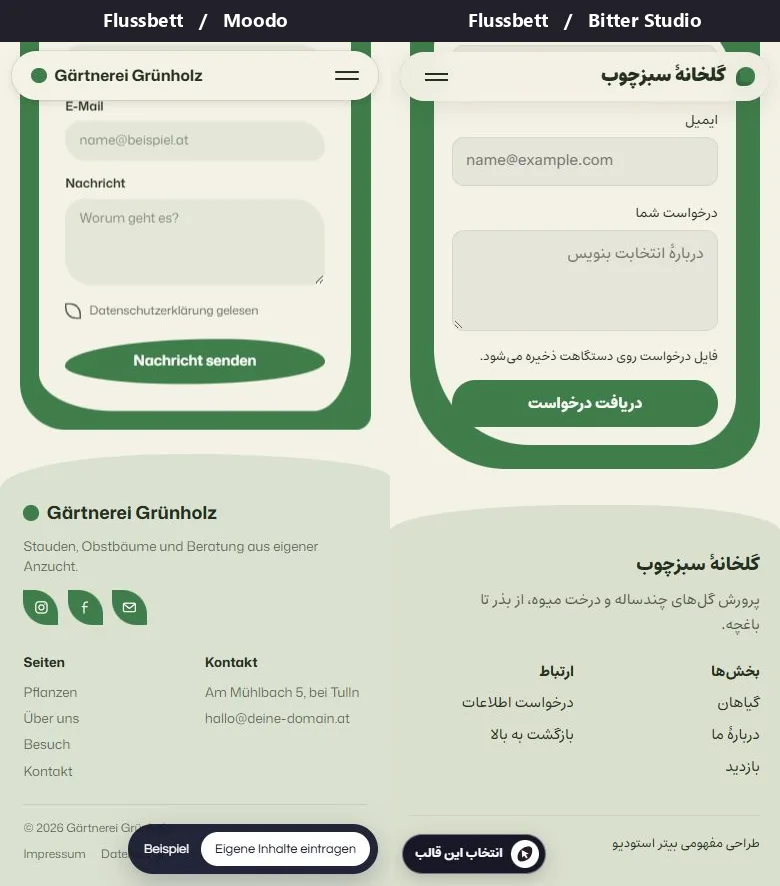 Flussbett / Moodo
Gärtnerei Grünholz
E-Mail
name@beispiel.at
Nachricht
Worum geht es?
Datenschutzerklärung gelesen
Nachricht senden
Gärtnerei Grünholz
Stauden, Obstbäume und Beratung aus eigener
Anzucht.
Seiten
Kontakt
Pflanzen
Am Mühlbach 5, bei Tulln
Über uns
hallo@deine-domain.at
Besuch
Kontakt
© 2026 Gärtnerei
Impressum
Beispiel
Eigene Inhalte eintragen
Flussbett / Bitter Studio
گلخانهٔ سبزچوب
ایمیل
name@example.com
درخواست شما
دربارهٔ انتخابت بنویس
فایل درخواست روی دستگاهت ذخیره می‌شود.
دریافت درخواست
گلخانهٔ سبزچوب
پرورش گل‌های چندساله و درخت میوه، از بذر تا
باغچه.
بخش‌ها
ارتباط
گیاهان
درخواست اطلاعات
دربارهٔ ما
بازگشت به بالا
بازدید
طراحی مفهومی بیتر استودیو
انتخاب این قالب